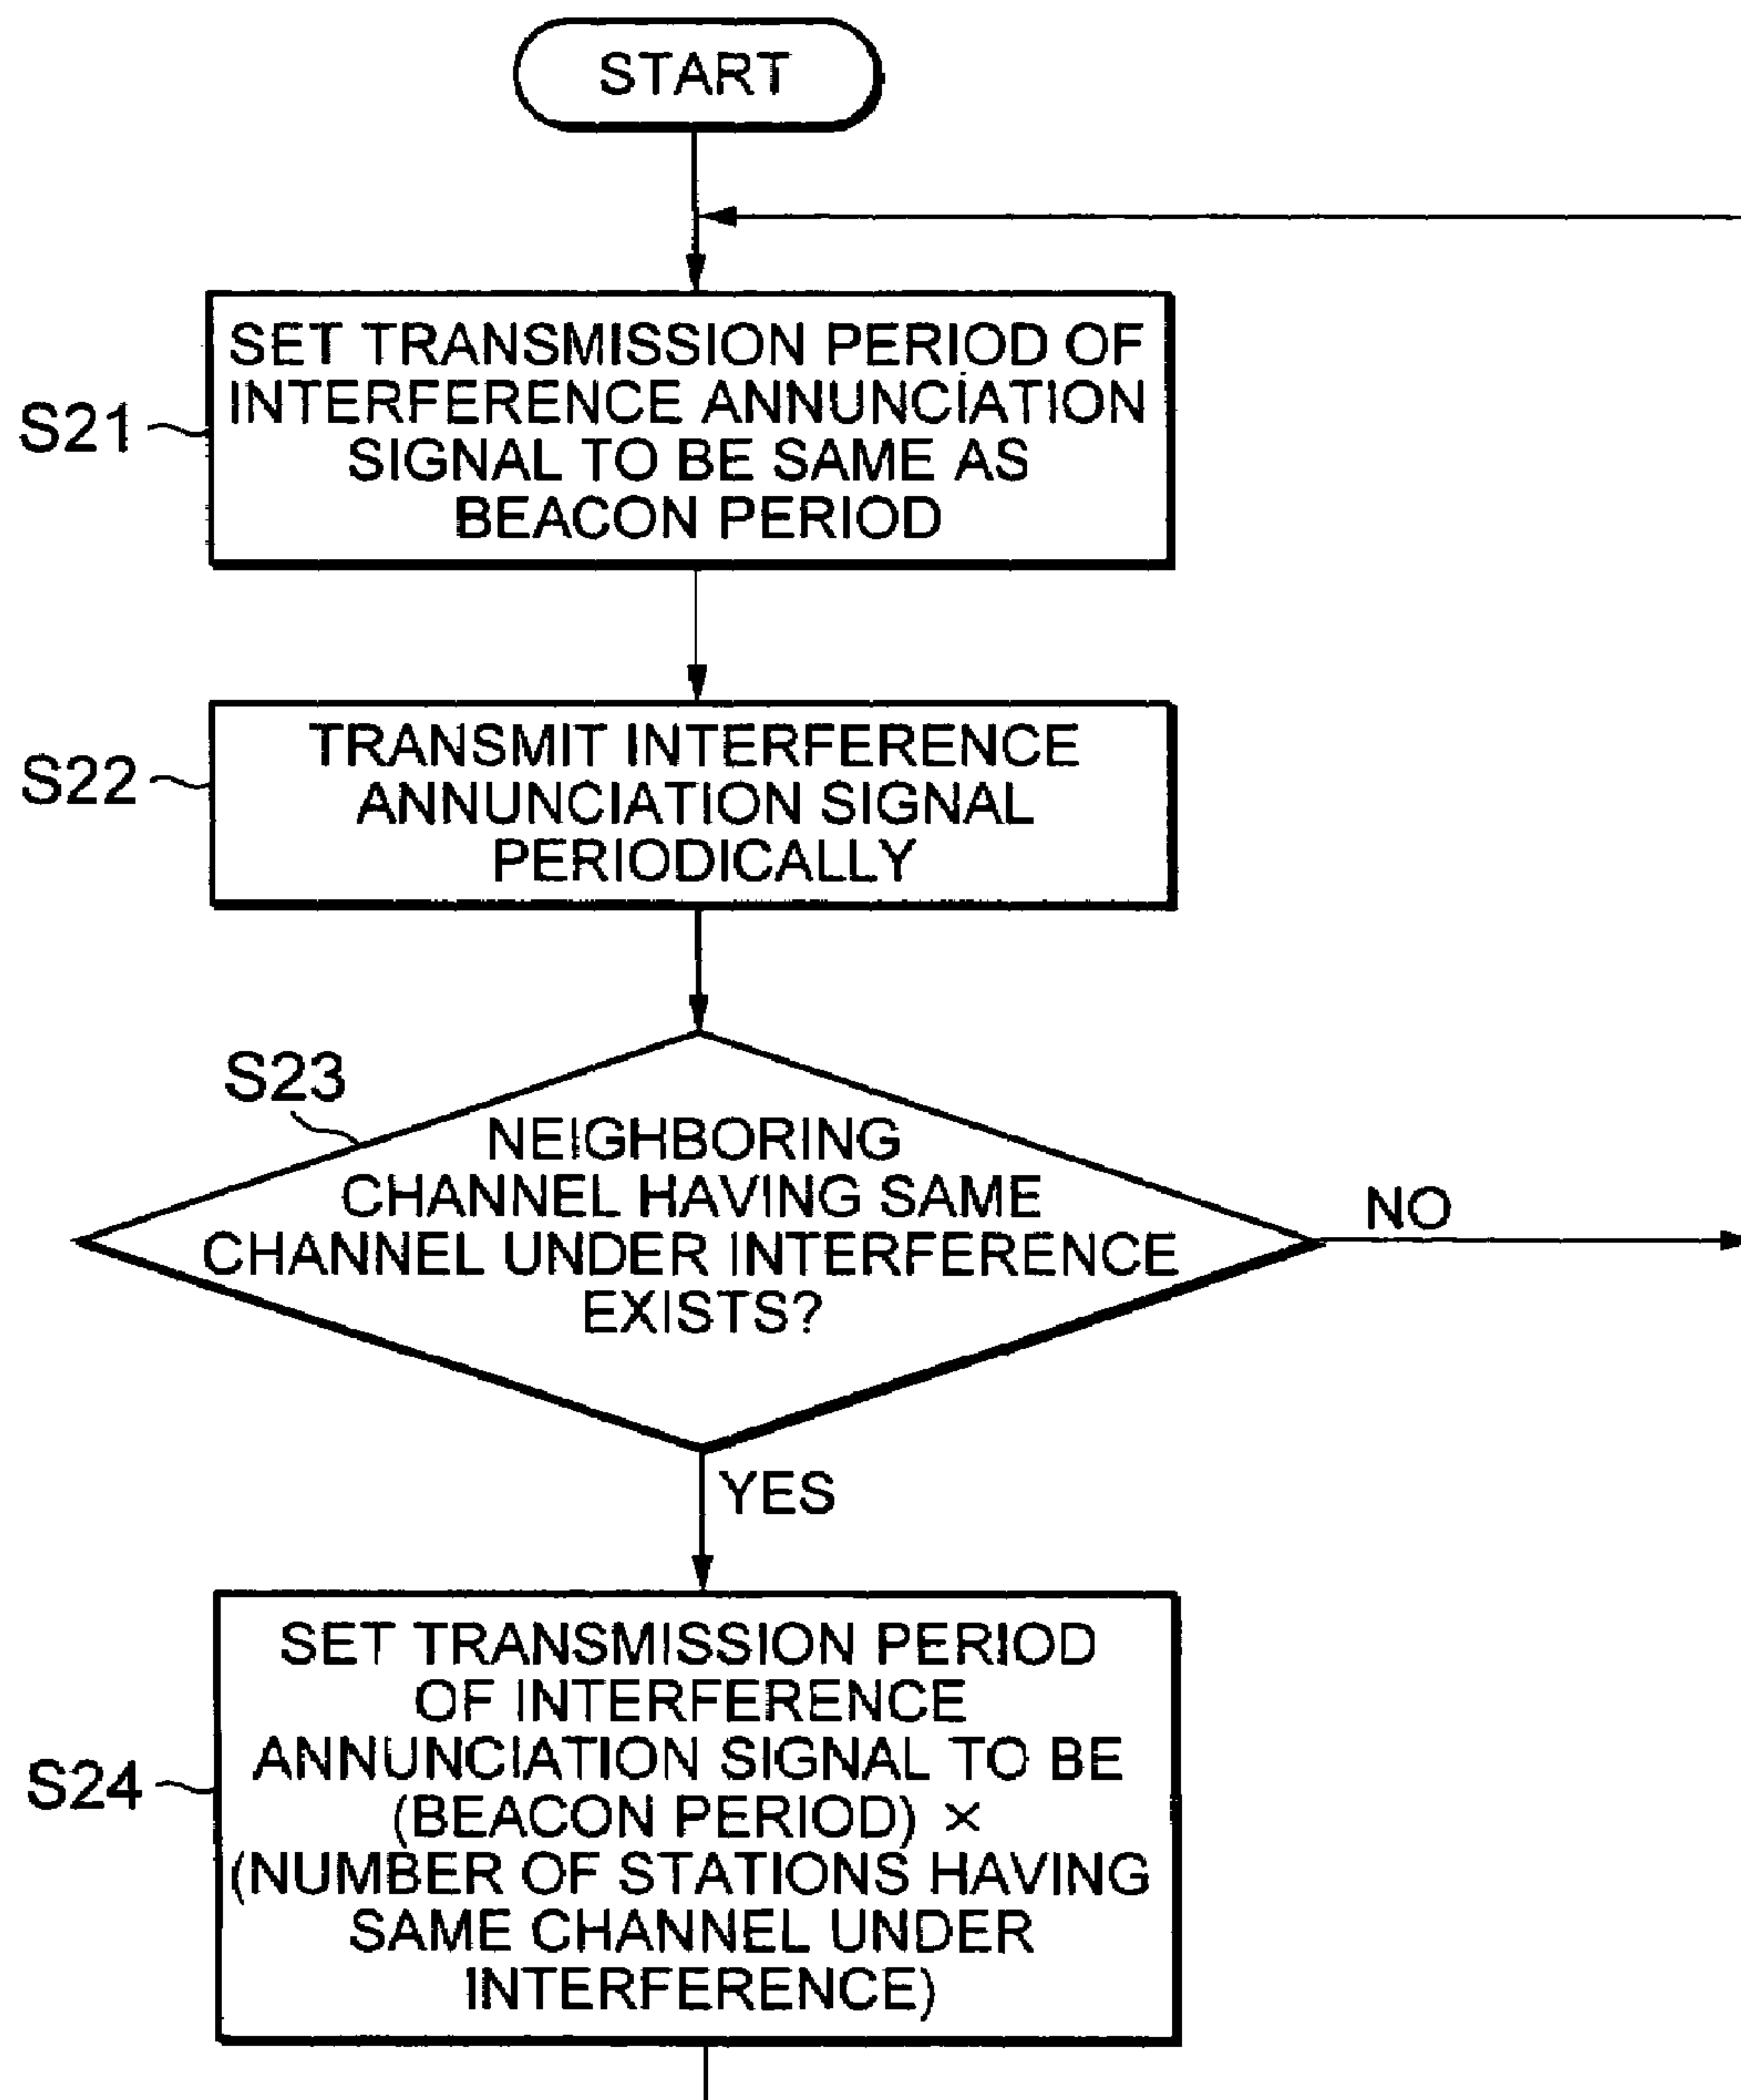 START
SET TRANSMISSION PERIOD OF
INTERFERENCE ANNUNCIATION
SIGNAL TO BE SAME AS
BEACON PERIOD
S21
TRANSMIT INTERFERENCE
ANNUNCIATION SIGNAL
PERIODICALLY
S22
S23
NEIGHBORING
CHANNEL HAVING SAME
CHANNEL UNDER INTERFERENCE
EXISTS?
NO
YES
SET TRANSMISSION PERIOD
OF INTERFERENCE
ANNUNCIATION SIGNAL TO BE
(BEACON PERIOD) ×
(NUMBER OF STATIONS HAVING
SAME CHANNEL UNDER
INTERFERENCE)
S24